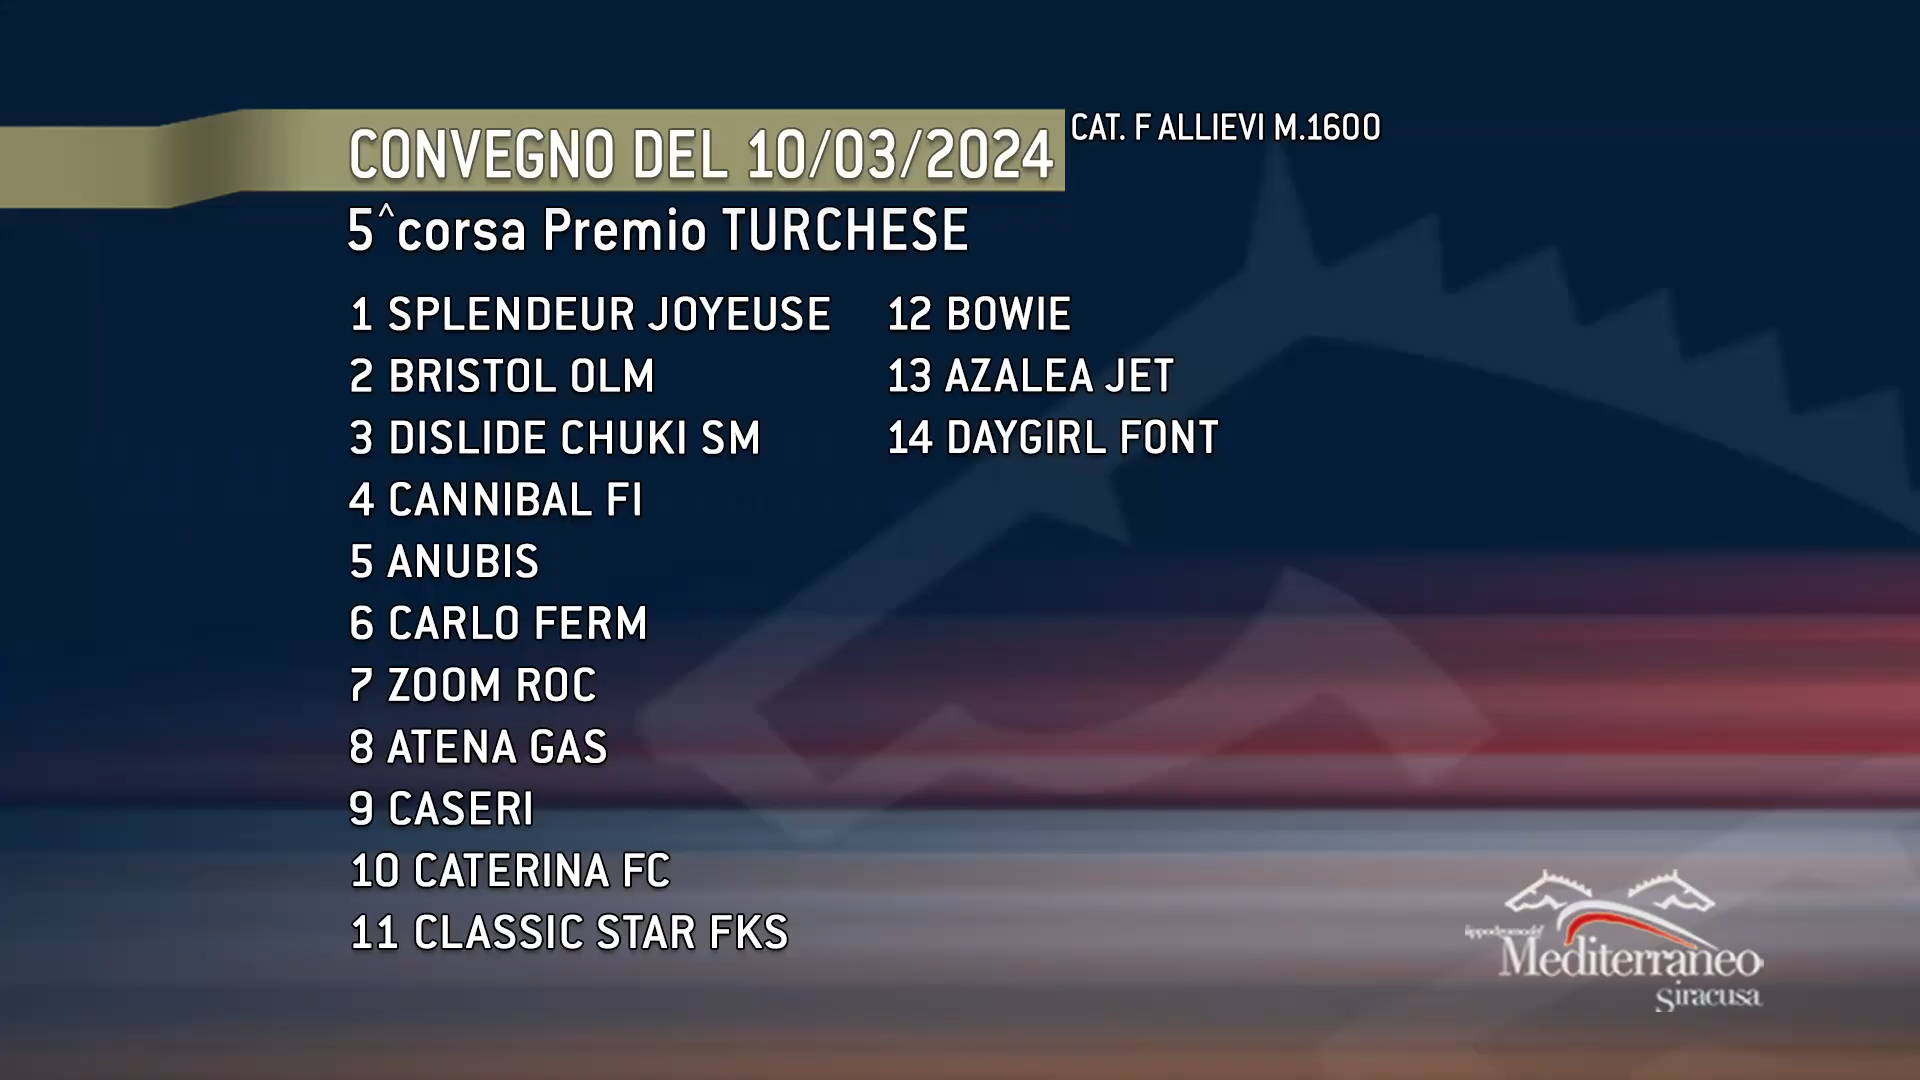 CONVEGNO DEL 10/03/2024
CAT. F ALLIEVI M.1600
5^corsa Premio TURCHESE
1 SPLENDEUR JOYEUSE
2 BRISTOL OLM
3 DISLIDE CHUKI SM
4 CANNIBAL FI
5 ANUBIS
6 CARLO FERM
7 ZOOM ROC
8 ATENA GAS
9 CASERI
10 CATERINA FC
11 CLASSIC STAR FKS
12 BOWIE
13 AZALEA JET
14 DAYGIRL FONT
Mediterraneo
Siracusa